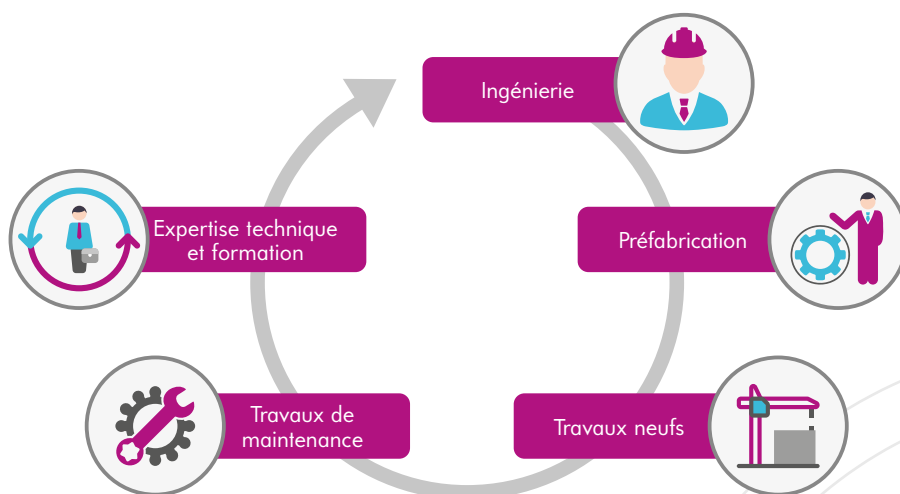 Ingénierie
Préfabrication
Travaux neufs
Travaux de
maintenance
Expertise technique
et formation